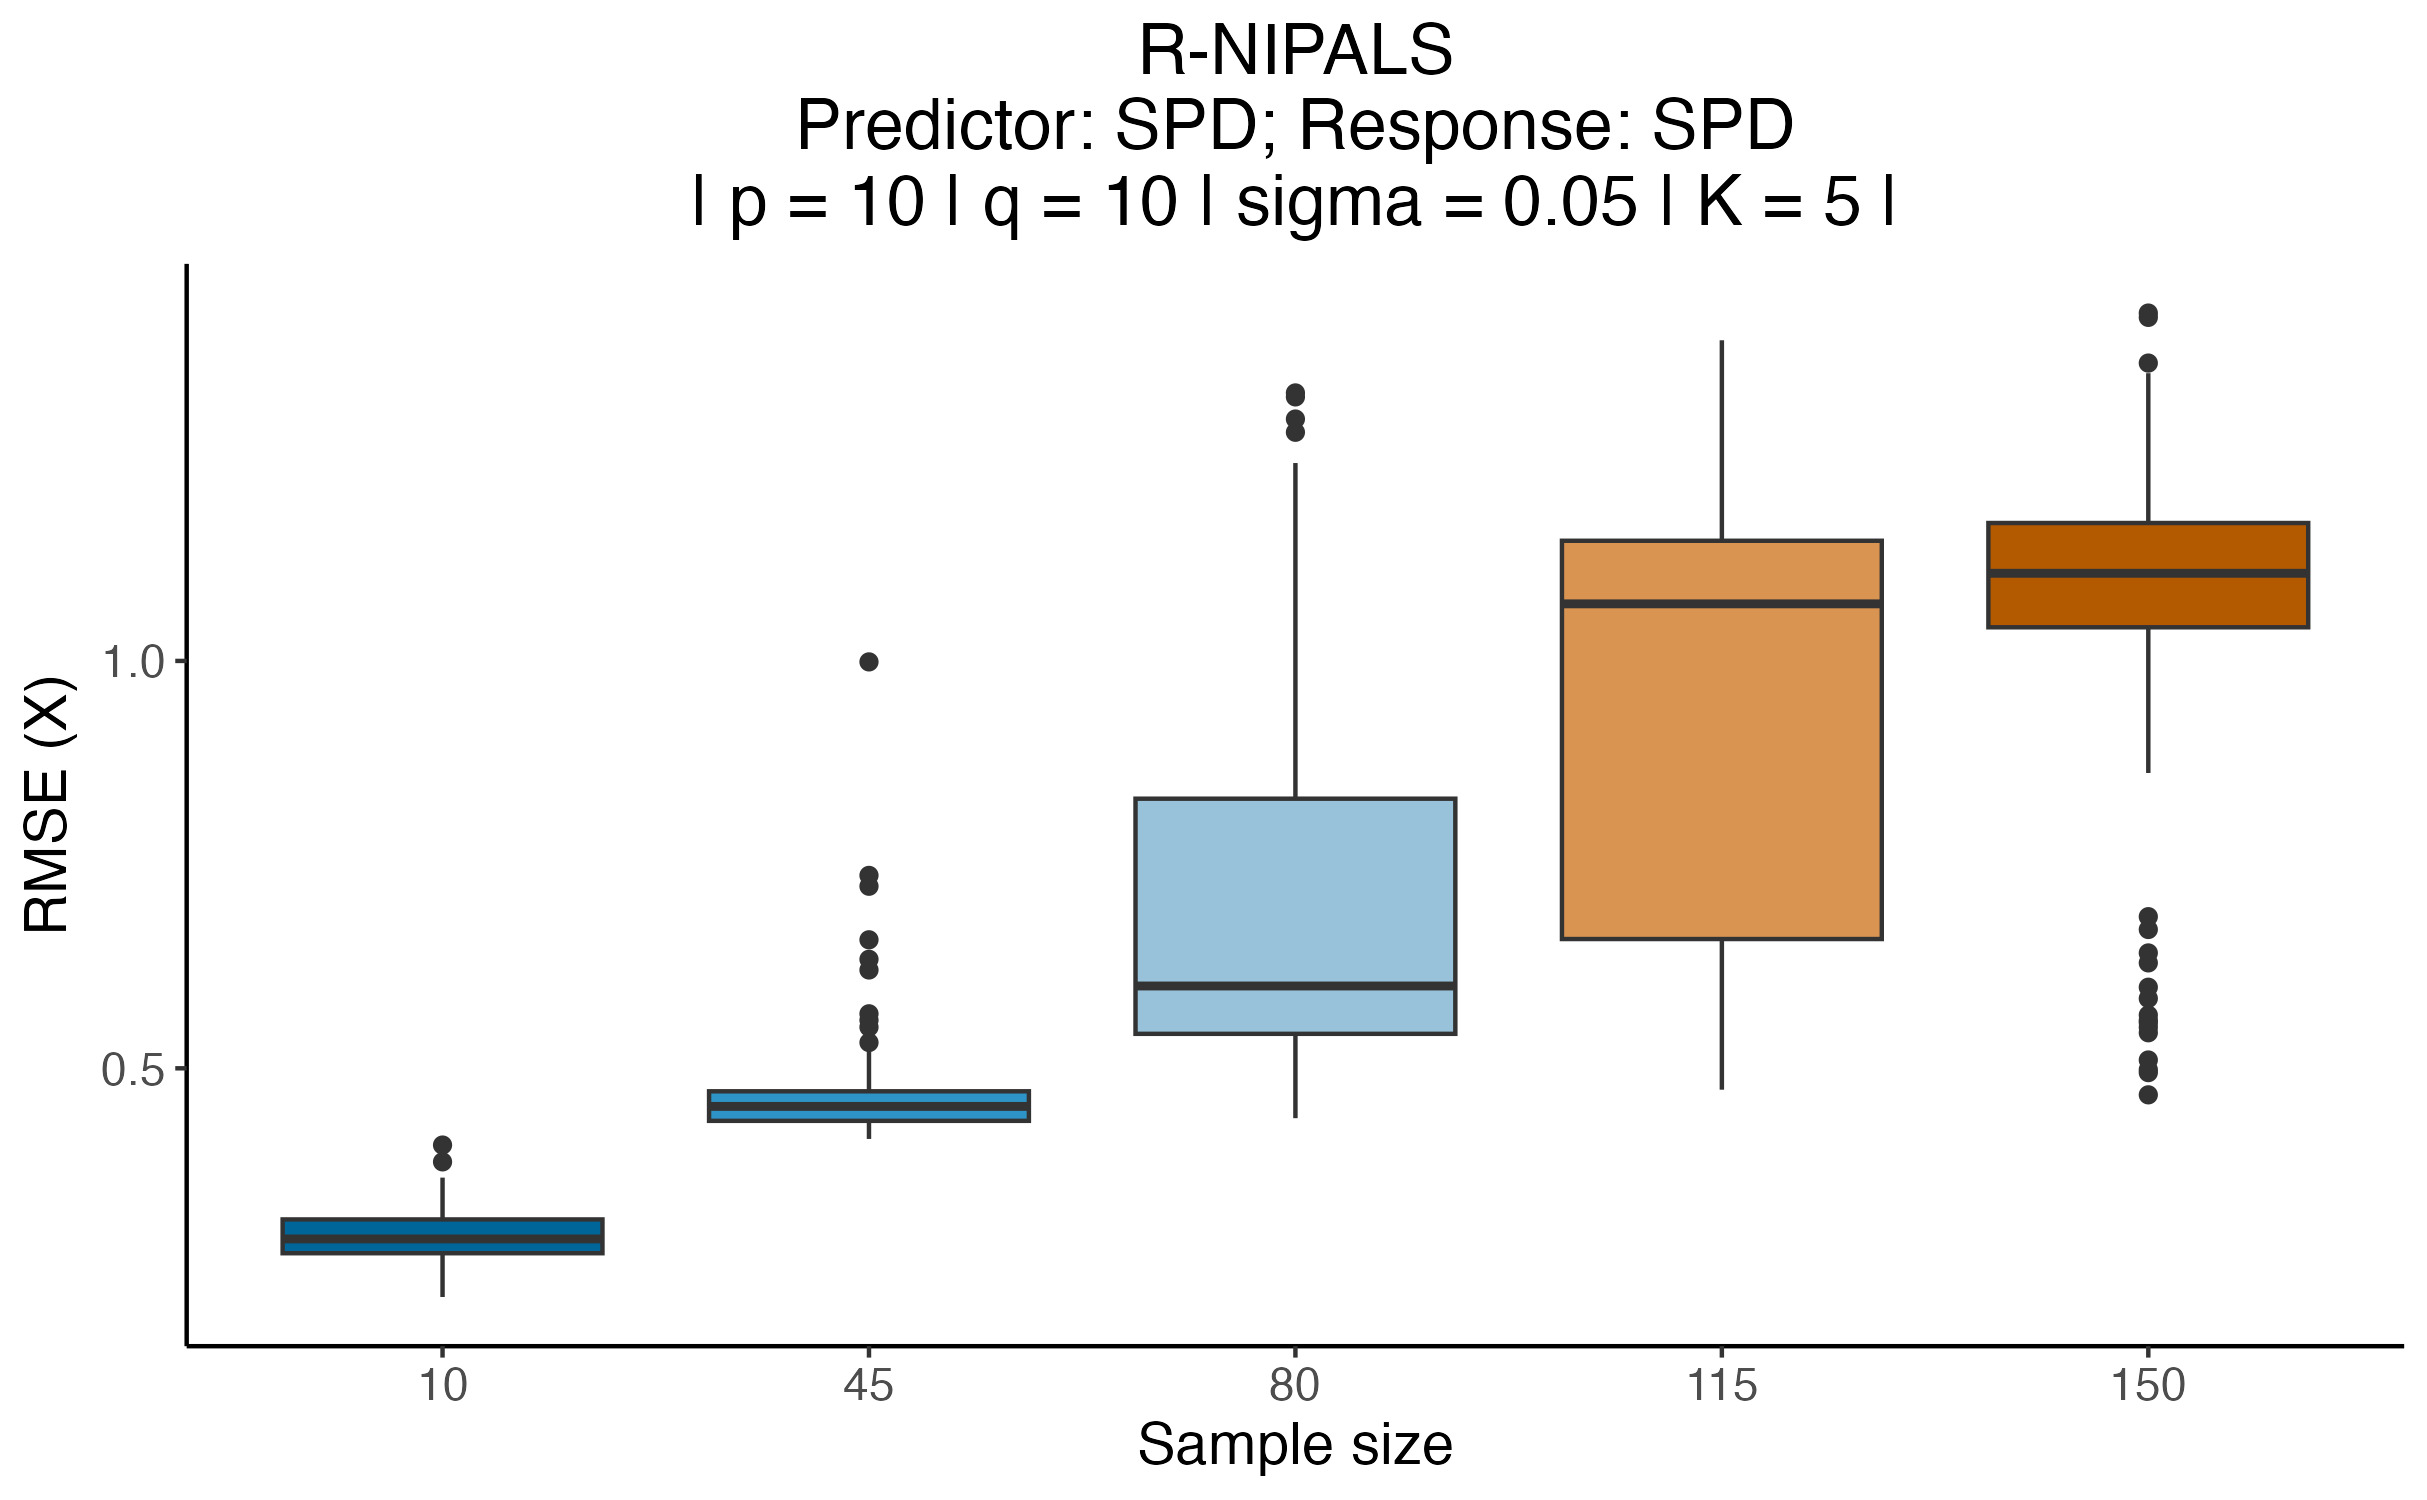 R-NIPALS
Predictor: SPD; Response: SPD
| p = 10 | q = 10 | sigma = 0.05 | K = 5 |
RMSE (X)
1.0
0.5
10 45 80 115 150
Sample size